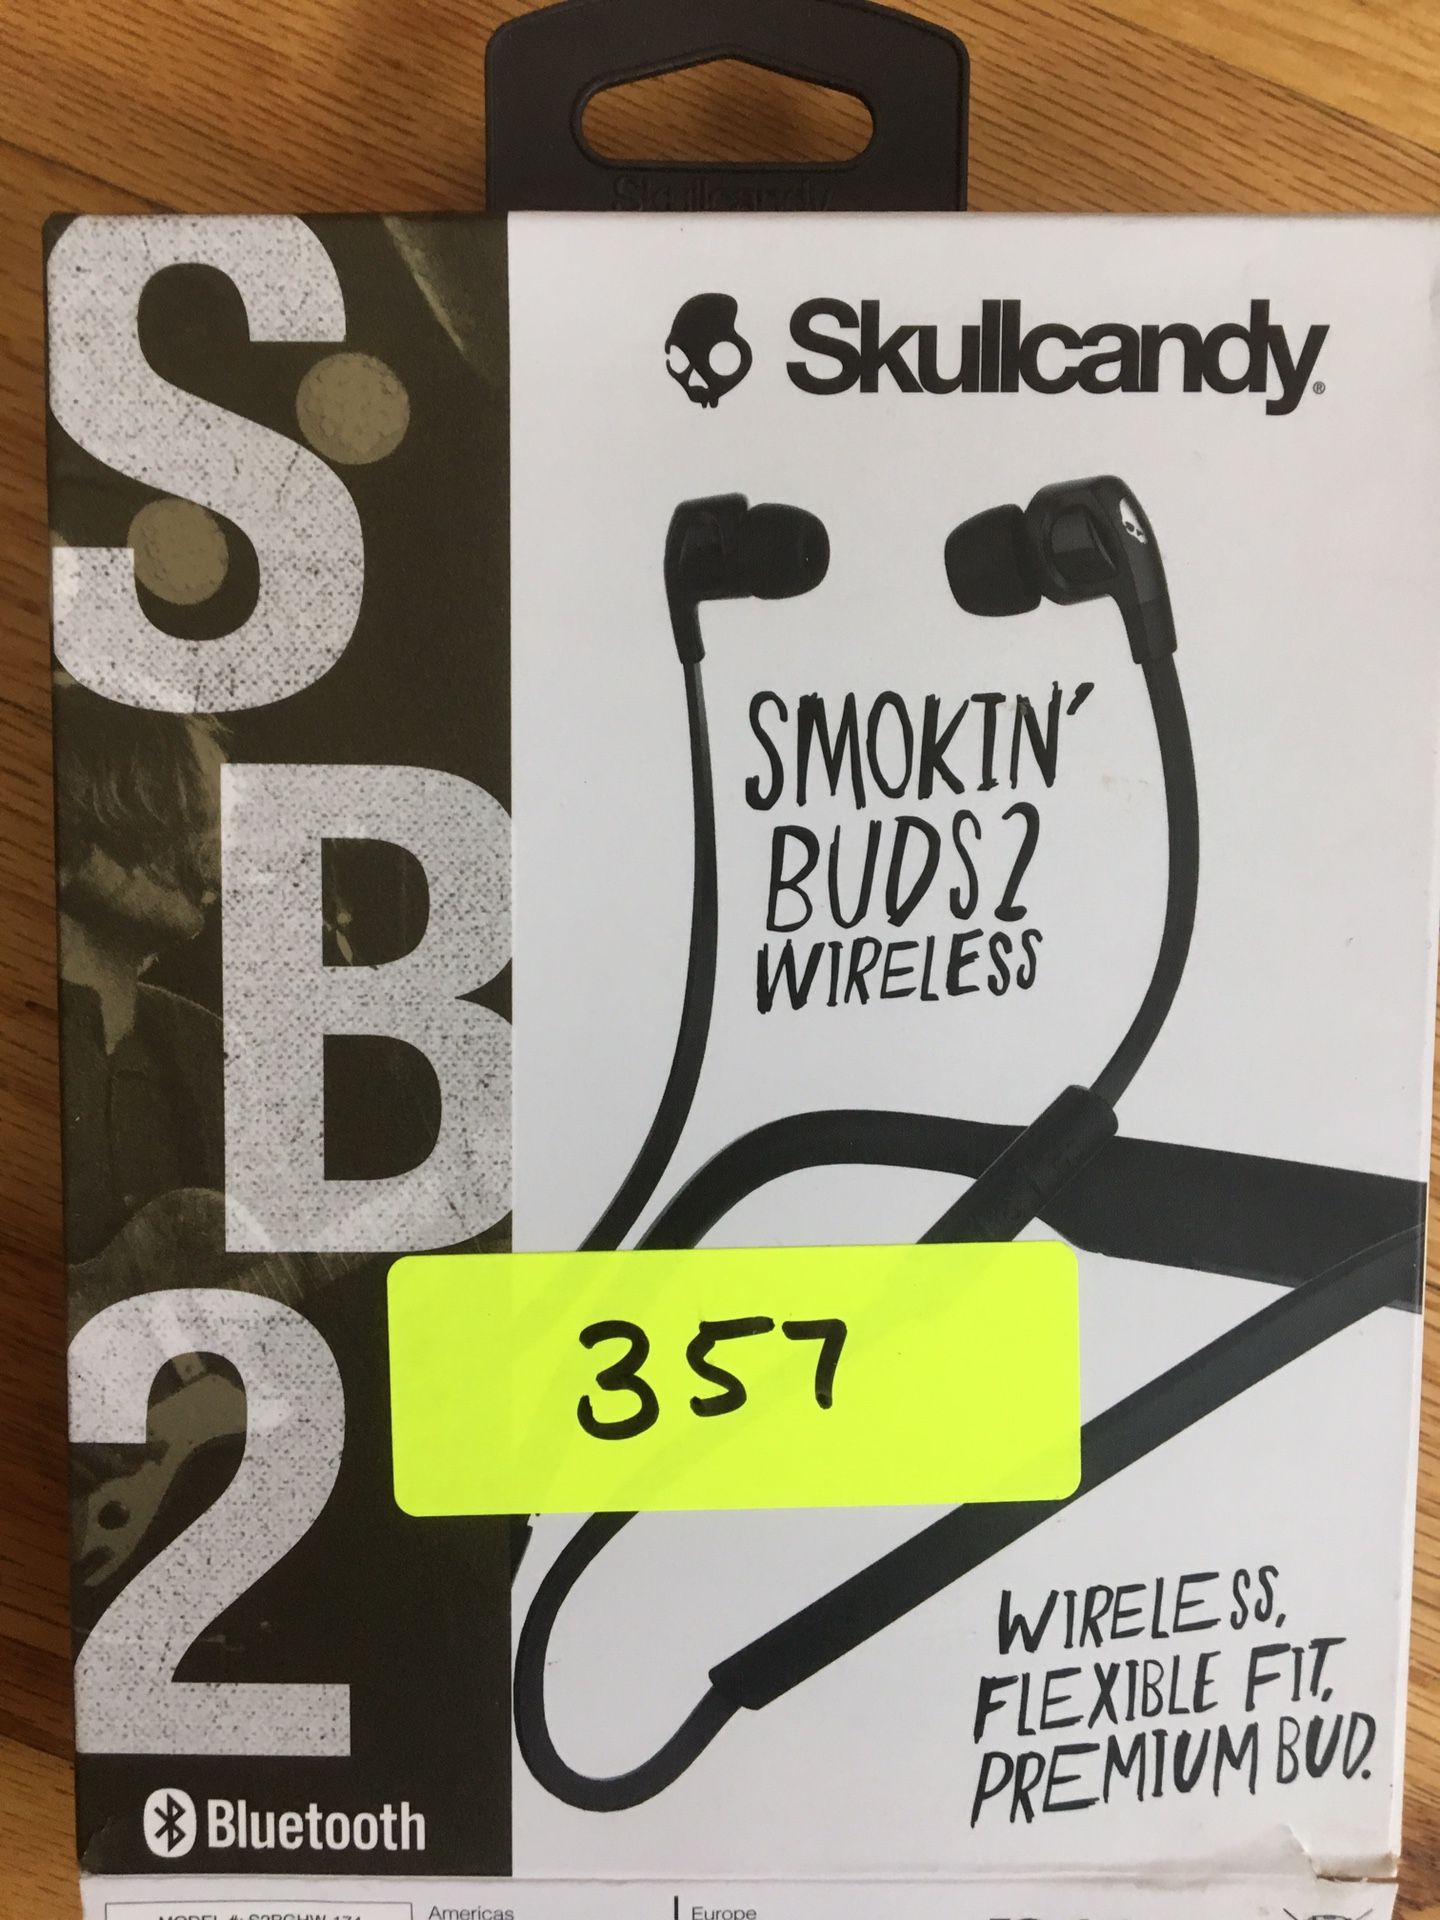 Skullcandy
S
B
2
Skullcandy®
SMOKIN'
BUDS 2
WIRELESS
357
WIRELESS,
FLEXIBLE FIT,
PREMIUM BUD.
Bluetooth
Americas
Europe